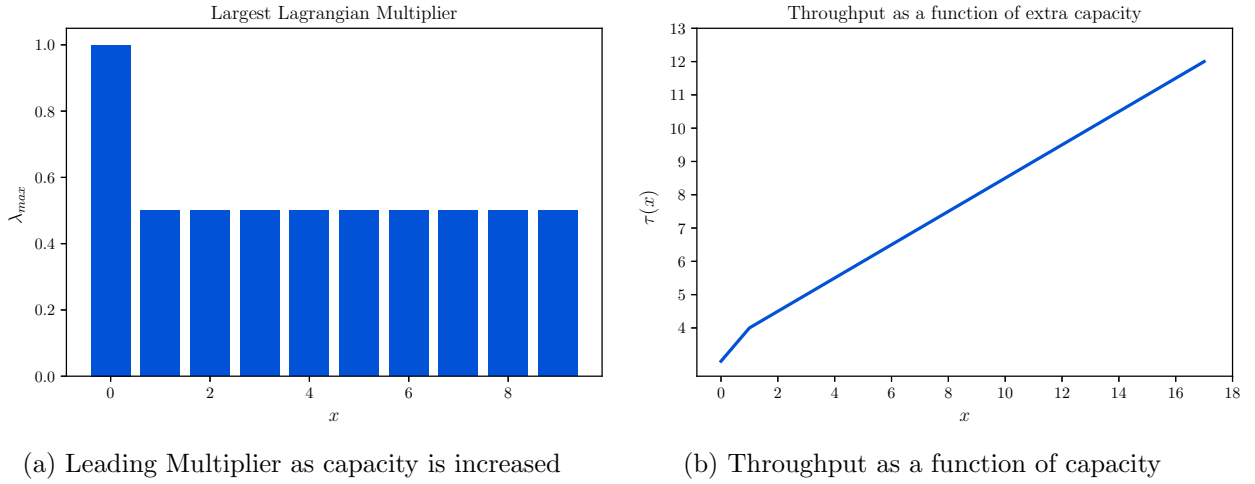 Largest Lagrangian Multiplier
1.0
0.8
0.6
0.4
0.2
0.0
λmax
0 2 4 6 8
x
(a) Leading Multiplier as capacity is increased
Throughput as a function of extra capacity
13
12
11
10
9
8
7
6
5
4
τ(x)
0 2 4 6 8 10 12 14 16 18
x
(b) Throughput as a function of capacity